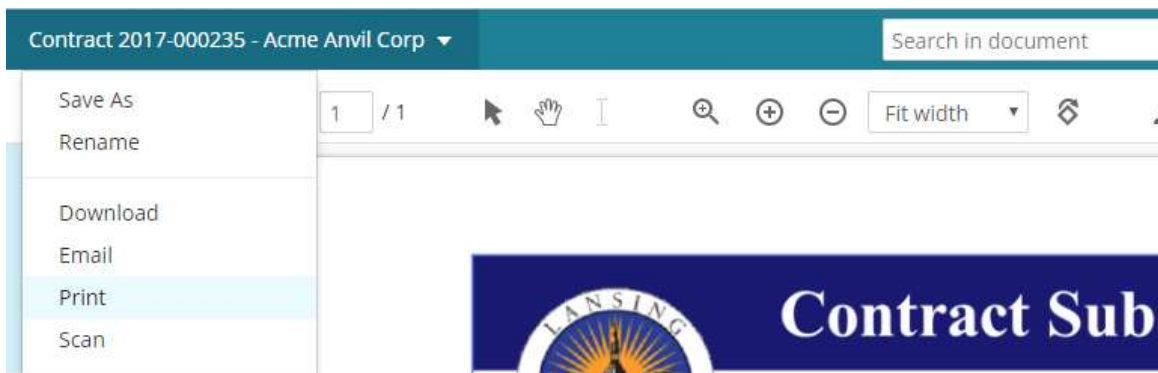 Contract 2017-000235 - Acme Anvil Corp
Search in document
Save As
1 / 1
Fit width
Rename
Download
Email
Print
Scan
LANSING
Contract Sub